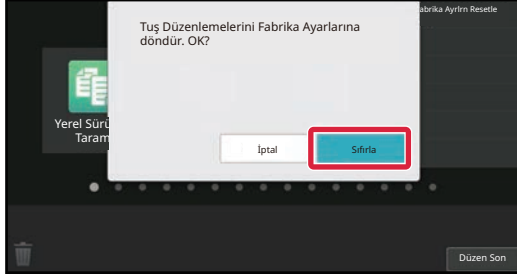 abrika Ayrlrn Resetle
Tuş Düzenlemelerini Fabrika Ayarlarına
döndür. OK?
Yerel Sürü
Taram
İptal
Sıfırla
Düzen Son